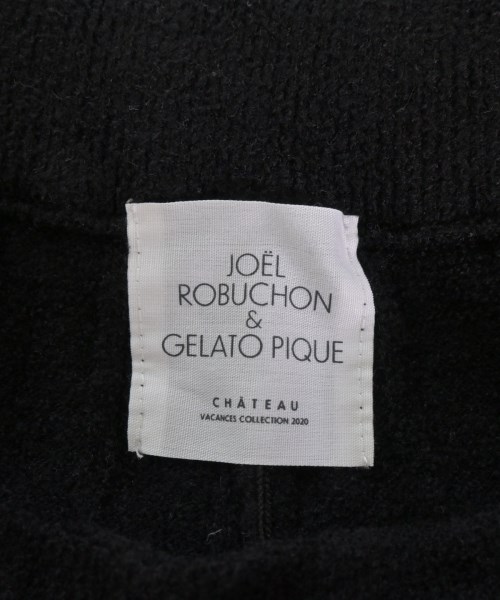 JOËL
ROBUCHON
&
GELATO PIQUE
CHÂTEAU
VACANCES COLLECTION 2020